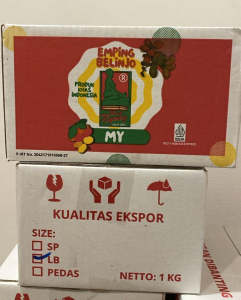 EMPING
BELINJO
PRODUK
KHAS
INDONESIA
®
MY
KUALITAS EKSPOR
SIZE:
SP
LB
PEDAS
NETTO: 1 KG